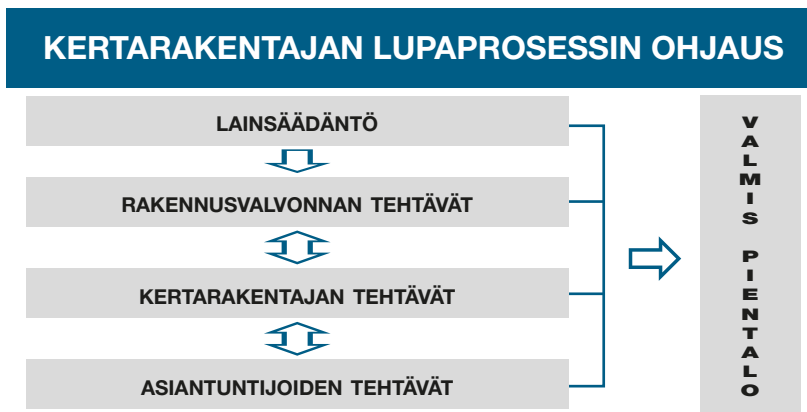 KERTARAKENTAJAN LUPAPROSESSIN OHJAUS
LAINSÄÄDÄNTÖ
RAKENNUSVALVONNAN TEHTÄVÄT
KERTARAKENTAJAN TEHTÄVÄT
ASIANTUNTIJOIDEN TEHTÄVÄT
VALMIS PIENTALO